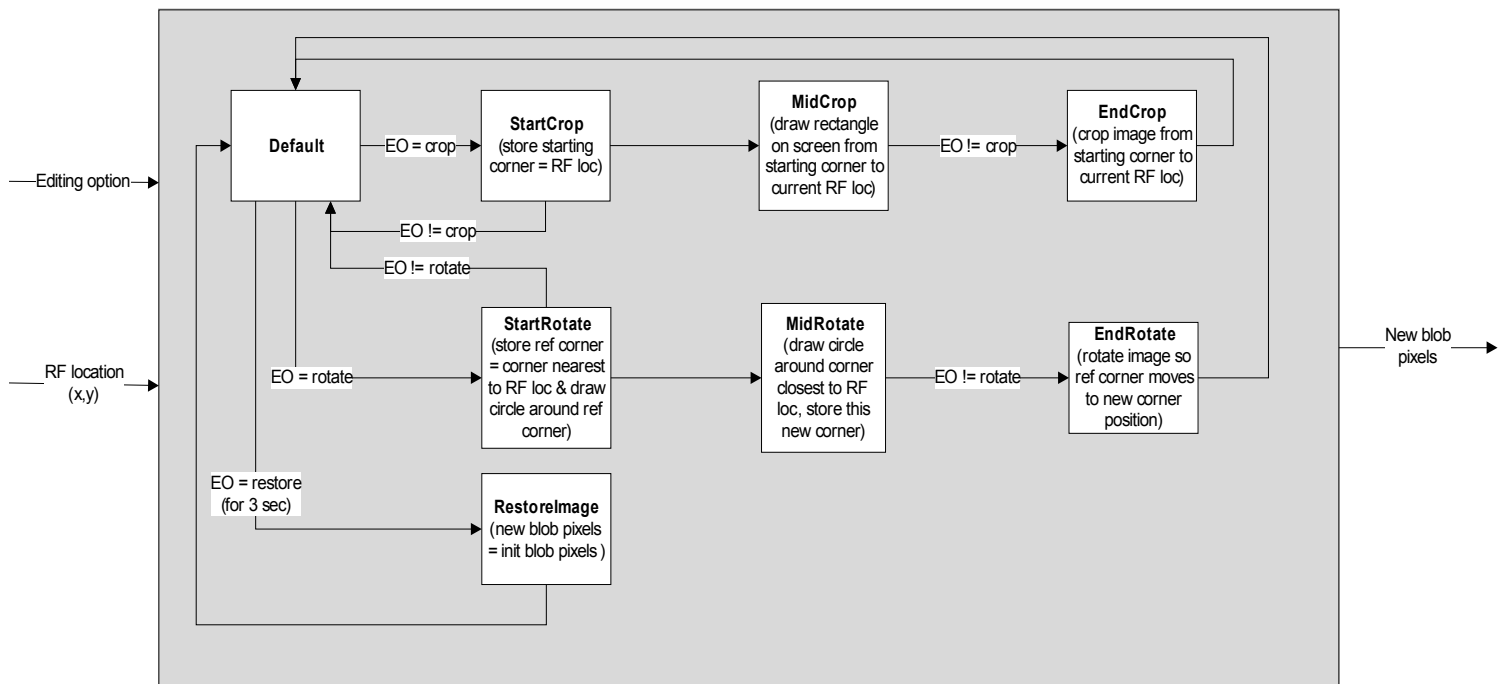 Editing option
RF location
(x,y)
Default
EO = crop
StartCrop
(store starting
corner = RF loc)
MidCrop
(draw rectangle
on screen from
starting corner to
current RF loc)
EO != crop
EndCrop
(crop image from
starting corner to
current RF loc)
EO != crop
EO != rotate
EO = rotate
StartRotate
(store ref corner
= corner nearest
to RF loc & draw
circle around ref
corner)
MidRotate
(draw circle
around corner
closest to RF
loc, store this
new corner)
EO != rotate
EndRotate
(rotate image so
ref corner moves
to new corner
position)
EO = restore
(for 3 sec)
RestoreImage
(new blob pixels
= init blob pixels )
New blob
pixels